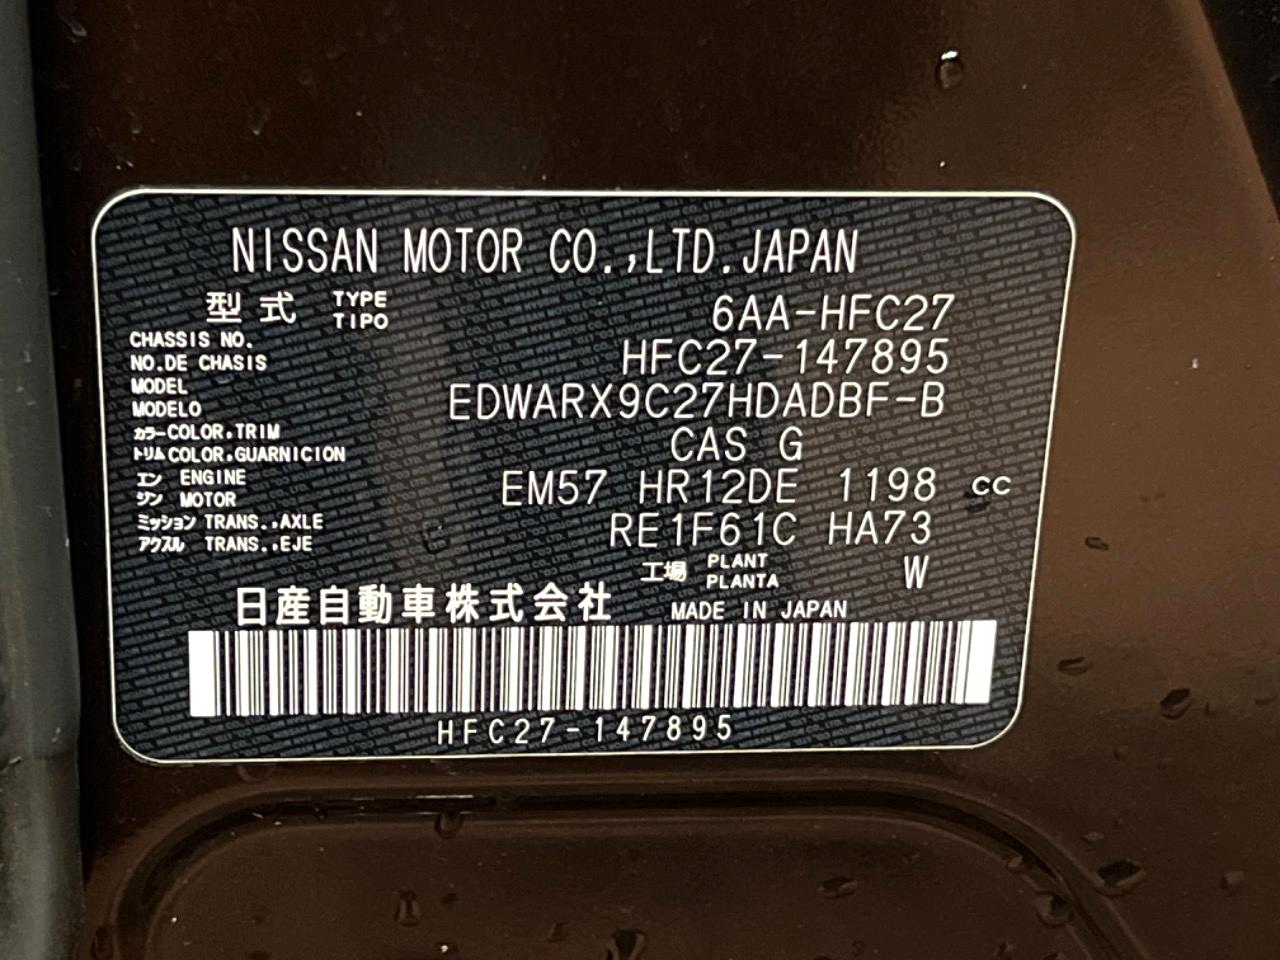 NISSAN MOTOR CO.,LTD.JAPAN
型式 TYPE TIPO 6AA-HFC27
CHASSIS NO.
NO.DE CHASIS HFC27-147895
MODEL
MODELO EDWARX9C27HDADBF-B
カラー COLOR,TRIM
トリム COLOR,GUARNICION CAS G
エン ENGINE
ジン MOTOR EM57 HR12DE 1198 cc
ミッション TRANS.,AXLE
アクスル TRANS.,EJE RE1F61C HA73
工場 PLANT PLANTA W
日産自動車株式会社 MADE IN JAPAN
HFC27-147895